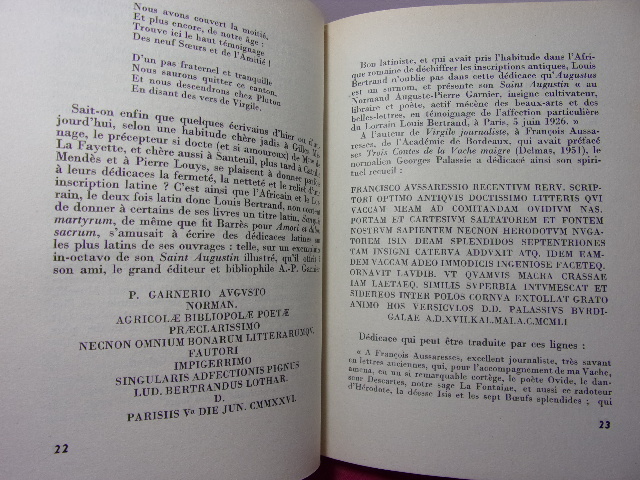 Nous avons couvert la moitié,
Et plus encore, de notre âge :
Trouve ici le haut témoignage
Des neuf Sœurs et de l'Amitié !
D'un pas fraternel et tranquille
Nous saurons quitter ce canton,
Et nous descendrons chez Pluton
En disant des vers de Virgile.
Sait-on enfin que quelques écrivains d'hier ou d'au-
jourd'hui, selon une habitude chère jadis à Gilles Mé-
nage, le précepteur si docte (et si amoureux) de Mme de
La Fayette, et chère aussi à Santeuil, plus tard à Catulle
Mendès et à Pierre Louys, se plaisent à donner parfois
à leurs dédicaces la fermeté, la netteté et le relief d'une
inscription latine ? C'est ainsi que l'Africain et le Lor-
rain, le deux fois latin donc Louis Bertrand, non content
de donner à certains de ses livres un titre latin, Sanguis
martyrum, de même que fit Barrès pour Amori et dolori
sacrum, s'amusait à écrire des dédicaces latines sur
les plus latins de ses ouvrages : telle, sur un exemplaire
in-octavo de son Saint Augustin illustré, qu'il offrit à
son ami, le grand éditeur et bibliophile A.-P. Garnier
P. GARNERIO AVGVSTO
NORMAN.
AGRICOLÆ BIBLIOPOLÆ POETÆ
PRÆCLARISSIMO
NECNON OMNIUM BONARUM LITTERARUMQU.
FAUTORI
IMPIGERRIMO
SINGULARIS ADFECTIONIS PIGNUS
LUD. BERTRANDUS LOTHAR.
D.
PARISIIS Vo DIE JUN. CMMXXVI.
22
Bon latiniste, et qui avait pris l'habitude dans l'Afri-
que romaine de déchiffrer les inscriptions antiques, Louis
Bertrand n'oublie pas dans cette dédicace qu'Augustus
est un surnom, et présente son Saint Augustin « au
Normand Auguste-Pierre Garnier, insigne cultivateur,
libraire et poète, actif mécène des beaux-arts et des
belles-lettres, en témoignage de l'affection particulière
du Lorrain Louis Bertrand, à Paris, 5 juin 1926. »
A l'auteur de Virgile journaliste, à François Aussa-
resses, de l'Académie de Bordeaux, qui avait préfacé
ses Trois Contes de la Vache maigre (Delmas, 1951), le
normalien Georges Palassie a dédicacé ainsi son spiri-
tuel recueil :
FRANCISCO AVSSARESSIO RECENTIVM RERV. SCRIP-
TORI OPTIMO ANTIQVIS DOCTISSIMO LITTERIS QVI
VACCAM MEAM AD COMITANDAM OVIDIVM NAS.
POETAM ET CARTESIVM SALTATOREM ET FONTEM
NOSTRVM SAPIENTEM NECNON HERODOTVM NVGA-
TOREM ISIN DEAM SPLENDIDOS SEPTENTRIONES
TAM INSIGNI CATERVA ADDVXIT ATQ. IDEM EAM-
DEM VACCAM ADEO IMMODICIS INGENIOSE FACETEQ.
ORNAVIT LAVDIB. VT QVAMVIS MACRA CRASSAM
IAM LAETAEQ. SIMILIS SVPERBIA INTVMESCAT ET
SIDEREOS INTER POLOS CORNVA EXTOLLAT GRATO
ANIMO HOS VERSICVLOS D.D. PALASSIVS BVRDI-
GALAE A.D.XVII.KAL.MALA.C.MCMLI
Dédicace qui peut être traduite par ces lignes :
« A François Aussaresses, excellent journaliste, très savant
en lettres anciennes, qui, pour l'accompagnement de ma Vache,
amena, ou un si remarquable cortège, le poète Ovide, le dan-
seur Descartes, notre sage La Fontaine, et aussi ce radoteur
d'Hérodote, la déesse Isis et les sept Bœufs splendides ; qui
23